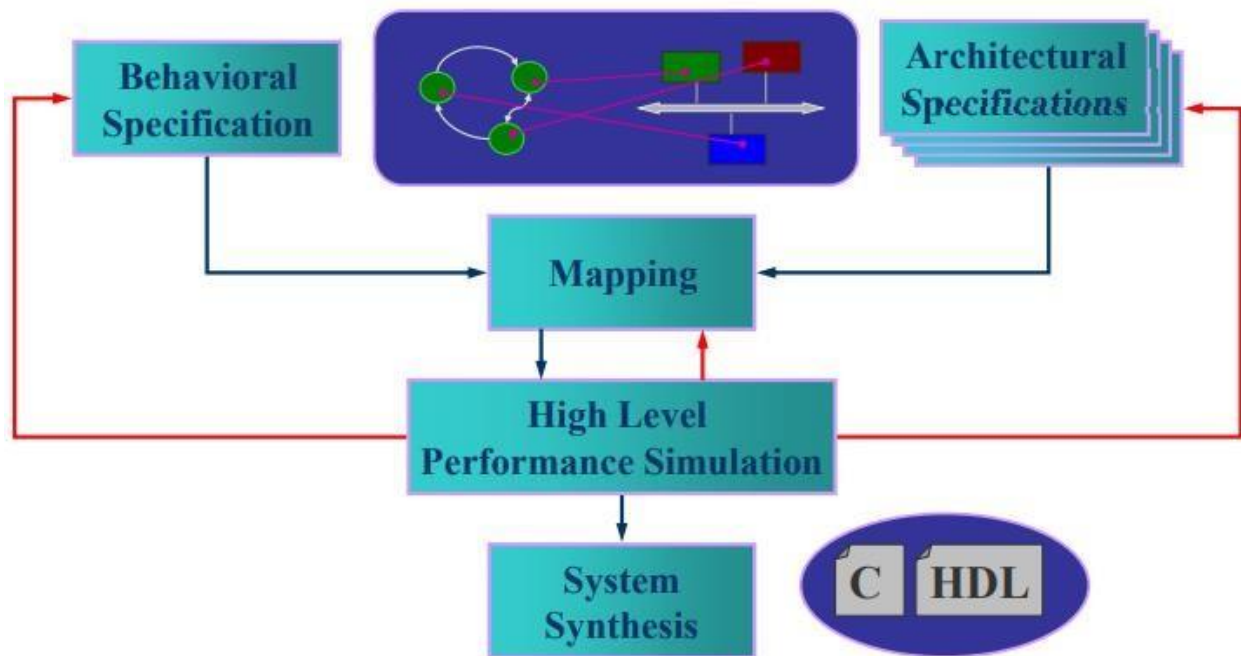 Behavioral
Specification
Architectural
Specifications
Mapping
High Level
Performance Simulation
System
Synthesis
C
HDL